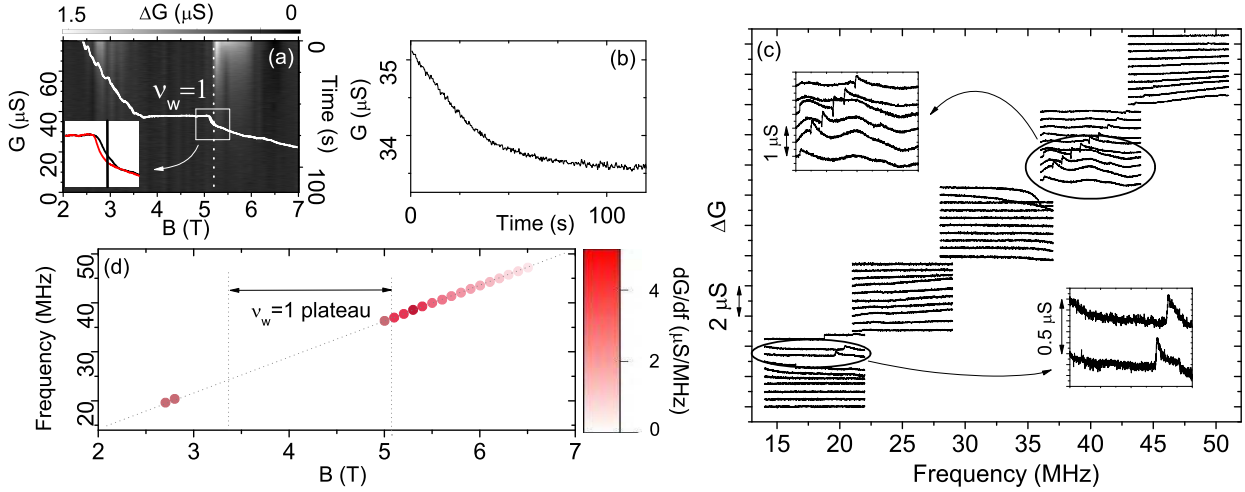 1.5 ΔG (μS) 0
(a)
ν_w=1
G (μS)
0 20 40 60
Time (s)
0
100
2 3 4 5 6 7
B (T)
(b)
G (μS)
34 35
0 100
Time (s)
(c)
1 μS
2 μS
0.5 μS
ΔG
15 20 25 30 35 40 45 50
Frequency (MHz)
(d)
ν_w=1 plateau
Frequency (MHz)
20 30 40 50
2 3 4 5 6 7
B (T)
0 2 4
dG/df (μS/MHz)